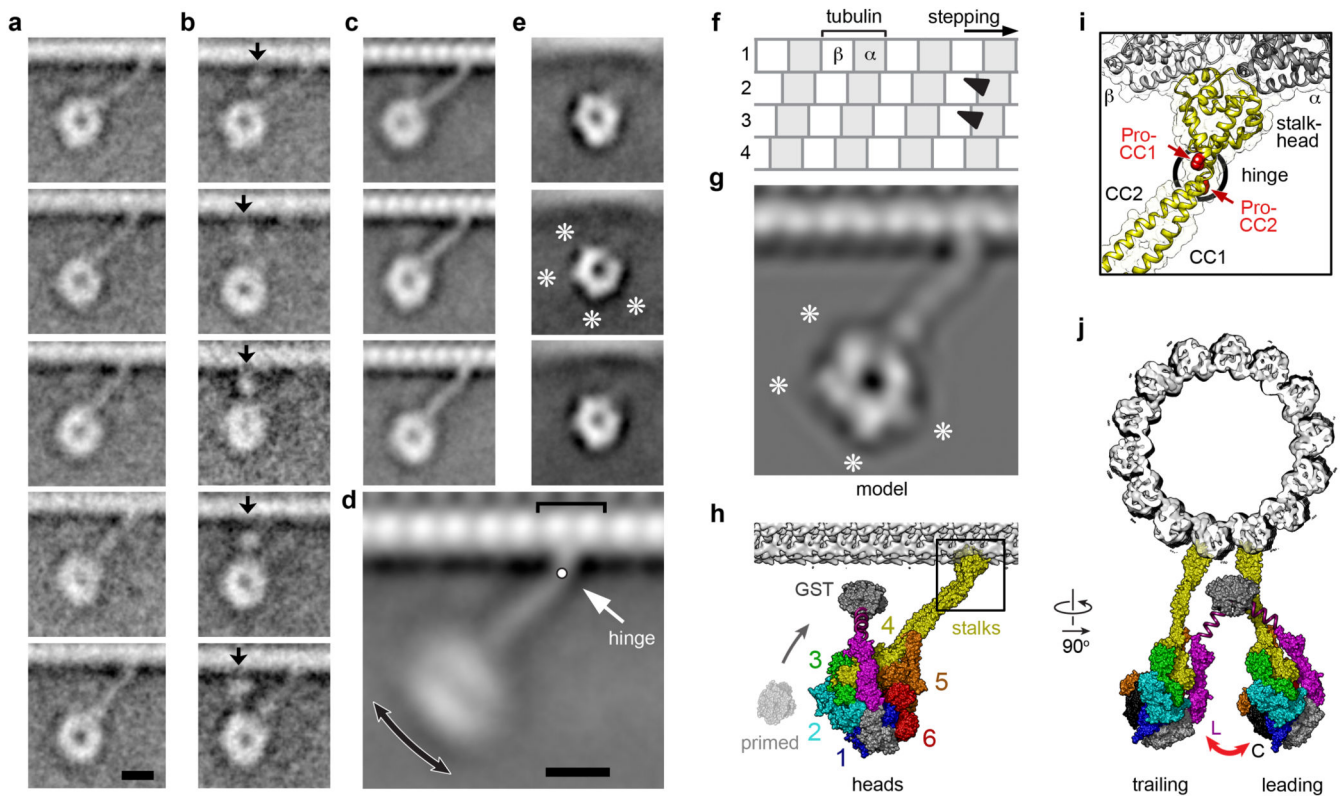 a
b
c
e
d
hinge
f
tubulin
stepping
1
β
α
2
3
4
g
model
h
GST
4
stalks
3
5
primed
2
6
1
heads
90°
i
β
α
stalk-
head
Pro-
CC1
hinge
CC2
Pro-
CC2
CC1
j
L
C
trailing
leading